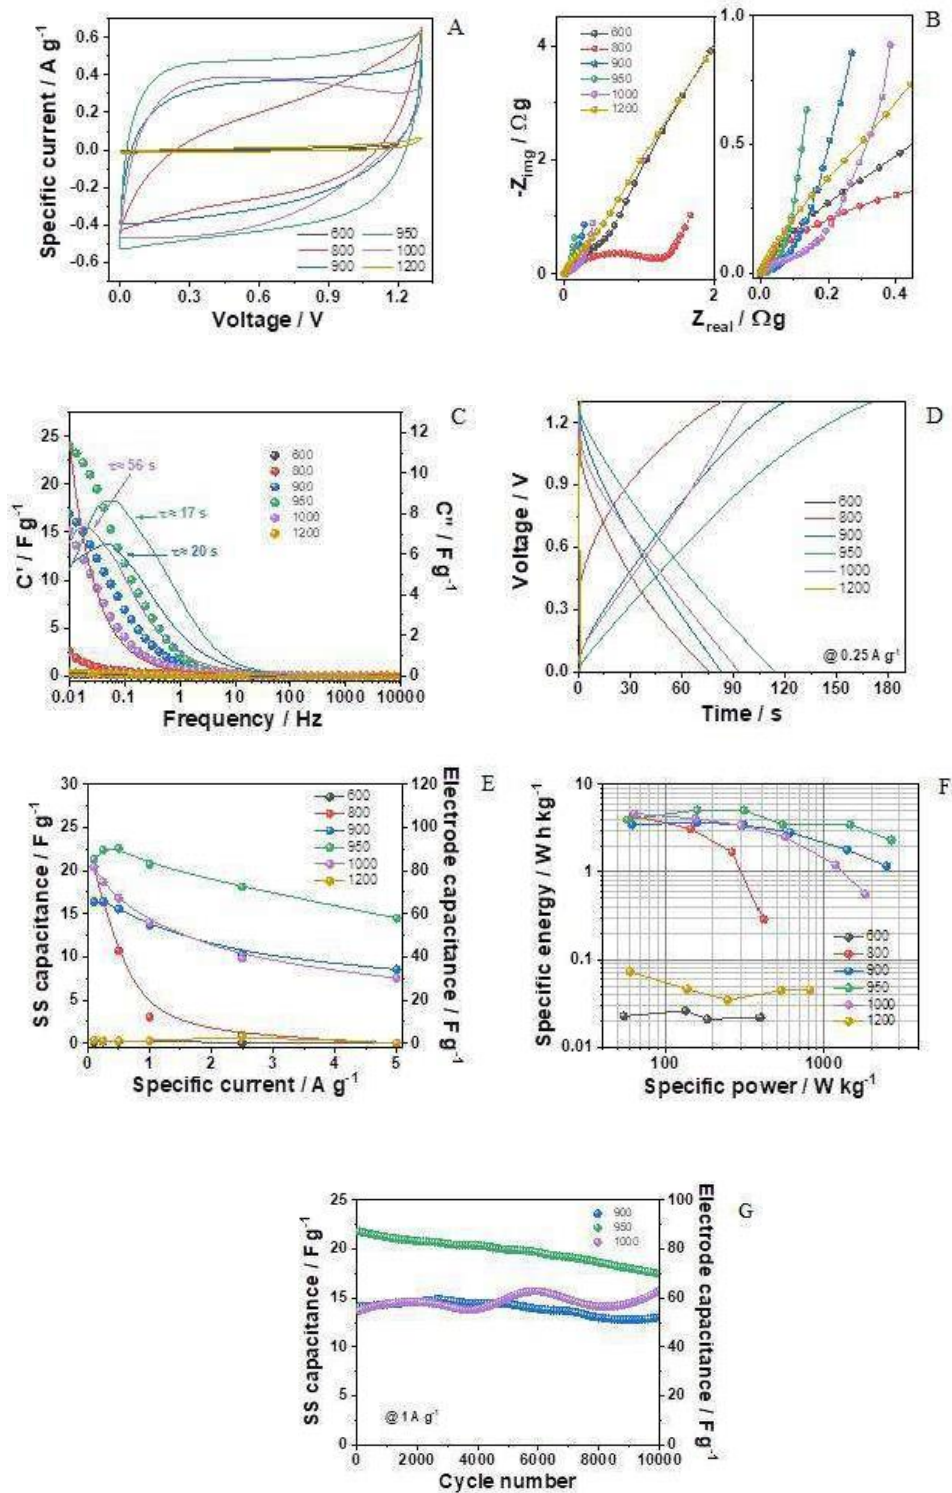 A
0.6
0.4
0.2
0.0
-0.2
-0.4
-0.6
Specific current / A g-1
600 950
800 1000
900 1200
0.0 0.3 0.6 0.9 1.2
Voltage / V
B
4
2
0
-Zimg / Ω g
600
800
900
950
1000
1200
0 2
1.0
0.5
0.0
0.0 0.2 0.4
Zreal / Ω g
C
25
20
15
10
5
0
C' / F g-1
τ≈ 56 s
τ≈ 17 s
τ≈ 20 s
600
800
900
950
1000
1200
12
10
8
6
4
2
0
C'' / F g-1
0.01 0.1 1 10 100 1000 10000
Frequency / Hz
D
1.2
0.9
0.6
0.3
0.0
Voltage / V
600
800
900
950
1000
1200
@ 0.25 A g-1
0 30 60 90 120 150 180
Time / s
E
30
25
20
15
10
5
0
SS capacitance / F g-1
600
800
900
950
1000
1200
120
100
80
60
40
20
0
Electrode capacitance / F g-1
0 1 2 3 4 5
Specific current / A g-1
F
10
1
0.1
0.01
Specific energy / W h kg-1
600
800
900
950
1000
1200
100 1000
Specific power / W kg-1
G
25
20
15
10
5
0
SS capacitance / F g-1
900
950
1000
@ 1 A g-1
100
80
60
40
20
0
Electrode capacitance / F g-1
0 2000 4000 6000 8000 10000
Cycle number